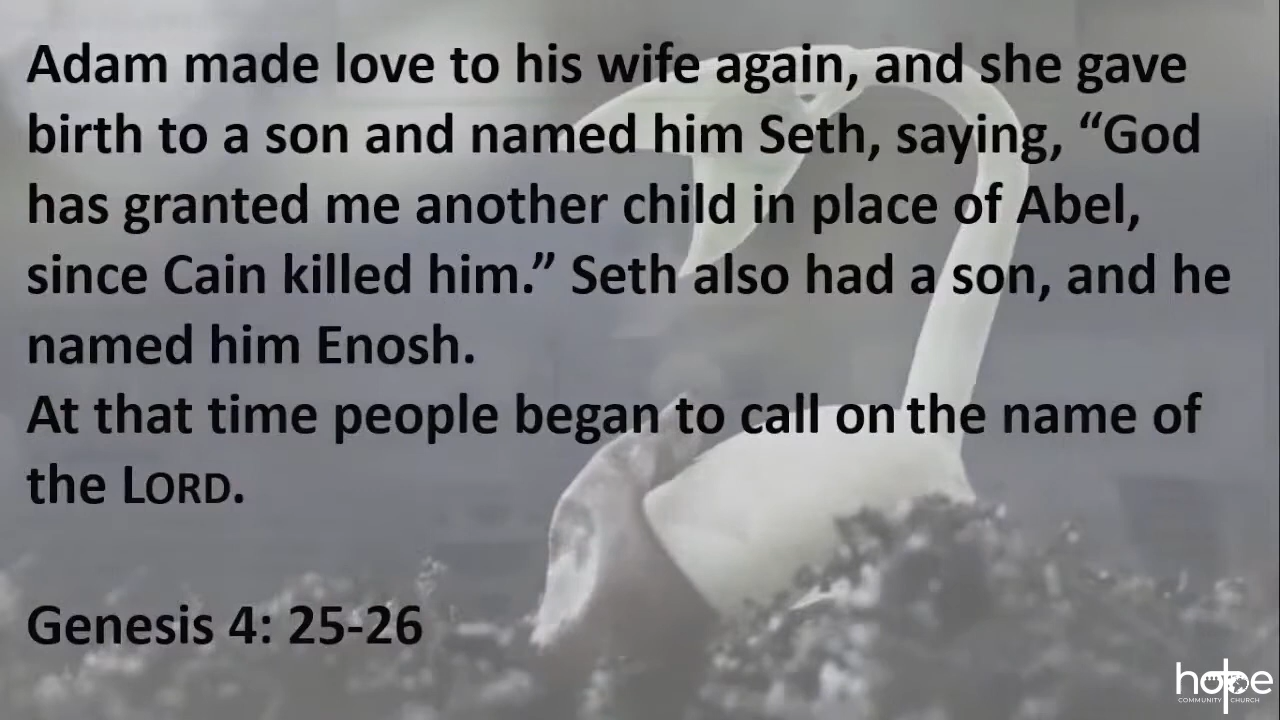 Adam made love to his wife again, and she gave
birth to a son and named him Seth, saying, “God
has granted me another child in place of Abel,
since Cain killed him.” Seth also had a son, and he
named him Enosh.
At that time people began to call on the name of
the LORD.
Genesis 4: 25-26
hope
COMMUNITY CHURCH